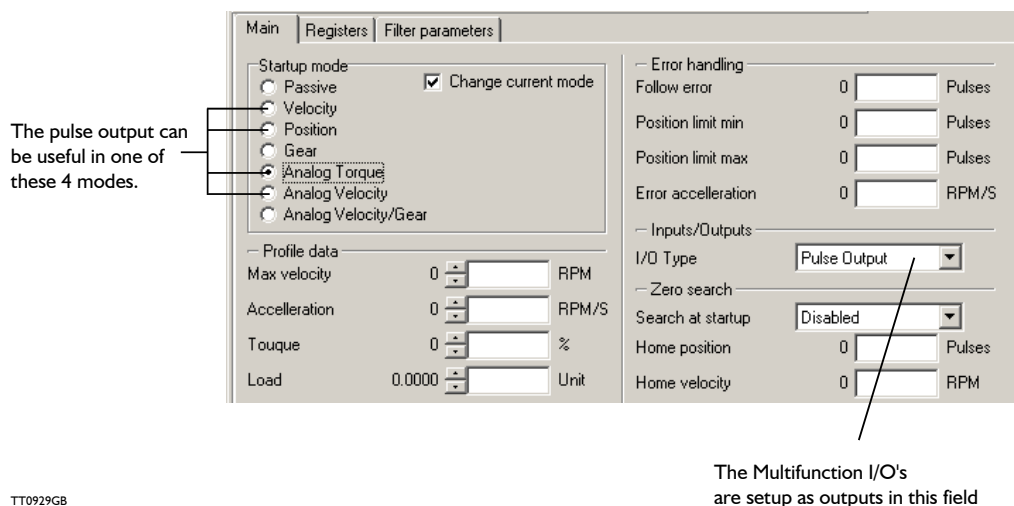 Main
Registers
Filter parameters
Startup mode
Change current mode
Passive
Velocity
Position
Gear
Analog Torque
Analog Velocity
Analog Velocity/Gear
The pulse output can
be useful in one of
these 4 modes.
Profile data
Max velocity 0 RPM
Accelleration 0 RPM/S
Touque 0 %
Load 0.0000 Unit
Error handling
Follow error 0 Pulses
Position limit min 0 Pulses
Position limit max 0 Pulses
Error accelleration 0 RPM/S
Inputs/Outputs
I/O Type Pulse Output
Zero search
Search at startup Disabled
Home position 0 Pulses
Home velocity 0 RPM
The Multifunction I/O's
are setup as outputs in this field
TT0929GB